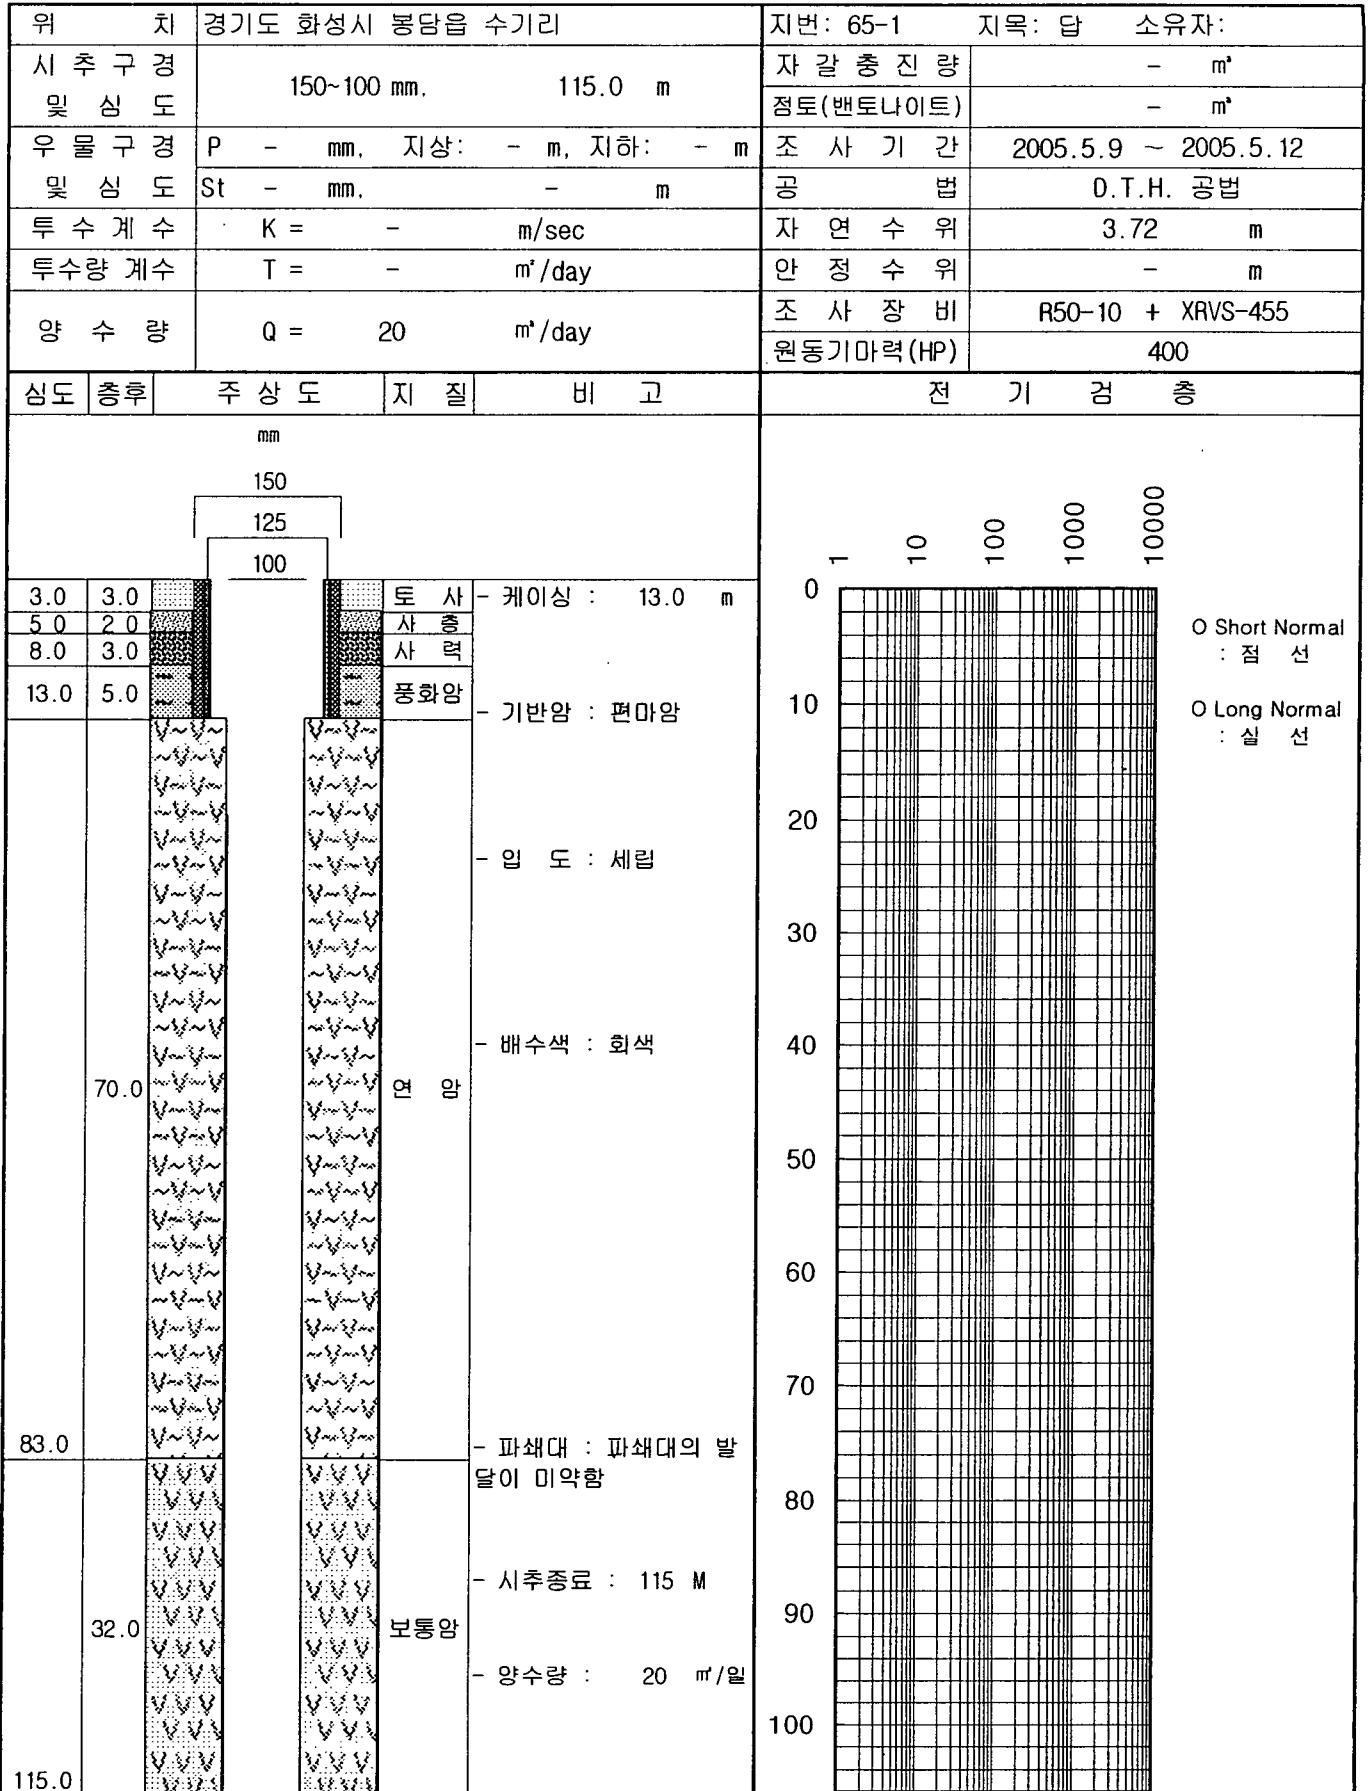 위 치 경기도 화성시 봉담읍 수기리 지번: 65-1 지목: 답 소유자:
시 추 구 경 및 심 도 150~100 mm, 115.0 m
자 갈 충 진 량 - ㎥
점토(밴토나이트) - ㎥
우 물 구 경 및 심 도 P - mm, 지상: - m, 지하: - m
St - mm, - m
조 사 기 간 2005.5.9 ~ 2005.5.12
공 법 D.T.H. 공법
투 수 계 수 K = - m/sec
자 연 수 위 3.72 m
투수량 계수 T = - ㎡/day
안 정 수 위 - m
양 수 량 Q = 20 ㎥/day
조 사 장 비 R50-10 + XRVS-455
원동기마력(HP) 400
심도 층후 주 상 도 지 질 비 고 전 기 검 층
mm
150
125
100
3.0 3.0 토 사 - 케이싱 : 13.0 m
5.0 2.0 사 층
8.0 3.0 사 력
13.0 5.0 풍화암
- 기반암 : 편마암
- 입 도 : 세립
- 배수색 : 회색
70.0 연 암
83.0
- 파쇄대 : 파쇄대의 발
달이 미약함
- 시추종료 : 115 M
32.0 보통암
- 양수량 : 20 ㎥/일
115.0
1 10 100 1000 10000
0
10
20
30
40
50
60
70
80
90
100
O Short Normal
: 점 선
O Long Normal
: 실 선